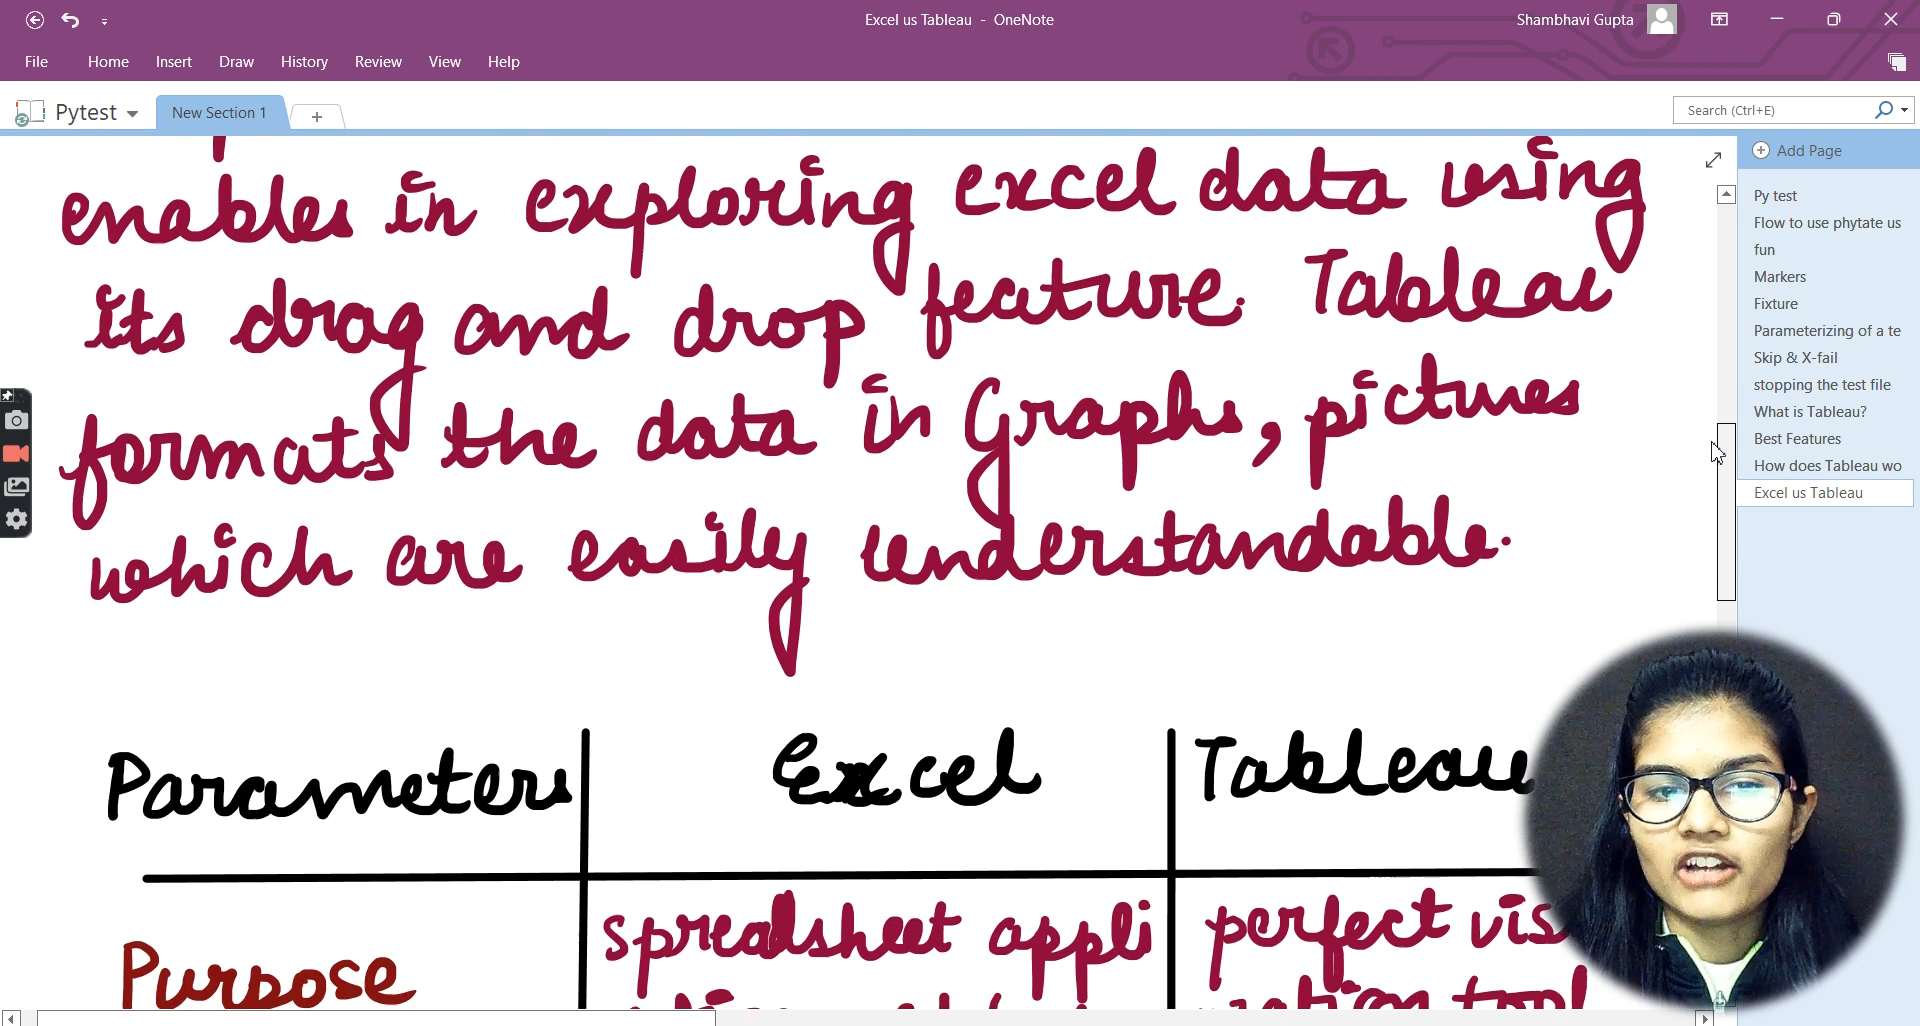 Excel us Tableau - OneNote
Shambhavi Gupta
File Home Insert Draw History Review View Help
Pytest
New Section 1
+
Search (Ctrl+E)
Add Page
Py test
Flow to use phytate us
fun
Markers
Fixture
Parameterizing of a te
Skip & X-fail
stopping the test file
What is Tableau?
Best Features
How does Tableau wo
Excel us Tableau
enables in exploring excel data using
its drag and drop feature. Tableau
formats the data in Graphs, pictures
which are easily understandable.
Parameters Excel Tableau
Purpose
spreadsheet appli
perfect vis
tool